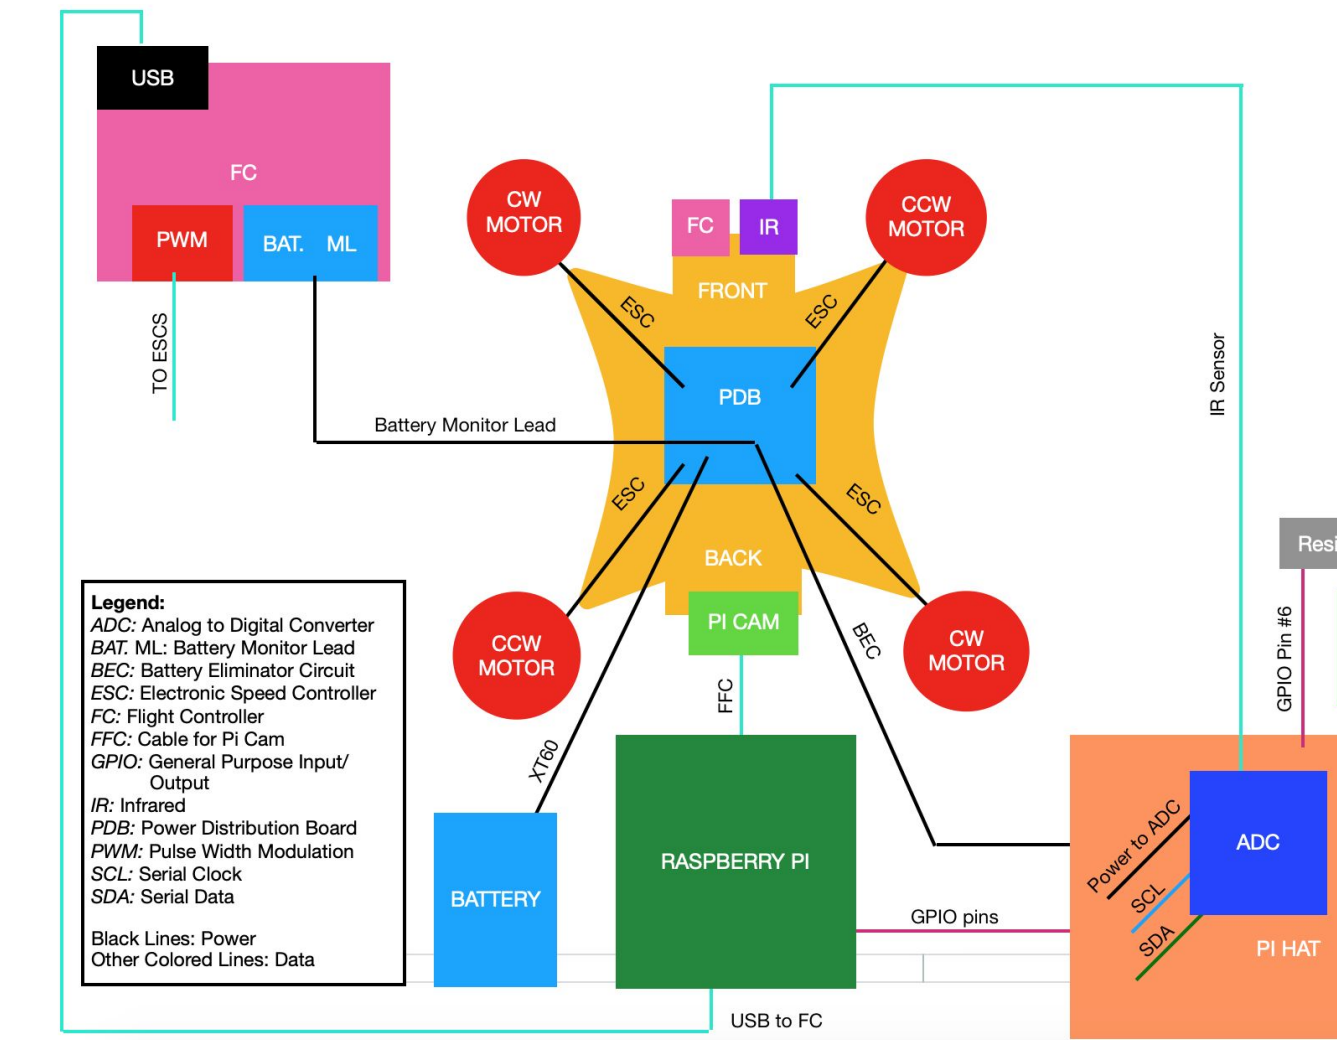 USB
FC
PWM
BAT. ML
TO ESCS
Battery Monitor Lead
CW
MOTOR
CCW
MOTOR
FC
IR
FRONT
ESC
ESC
PDB
ESC
ESC
BACK
PI CAM
CCW
MOTOR
CW
MOTOR
IR Sensor
Resi
GPIO Pin #6
BEC
FFC
XT60
BATTERY
RASPBERRY PI
GPIO pins
USB to FC
Power to ADC
SCL
SDA
ADC
PI HAT
Legend:
ADC: Analog to Digital Converter
BAT. ML: Battery Monitor Lead
BEC: Battery Eliminator Circuit
ESC: Electronic Speed Controller
FC: Flight Controller
FFC: Cable for Pi Cam
GPIO: General Purpose Input/
Output
IR: Infrared
PDB: Power Distribution Board
PWM: Pulse Width Modulation
SCL: Serial Clock
SDA: Serial Data
Black Lines: Power
Other Colored Lines: Data